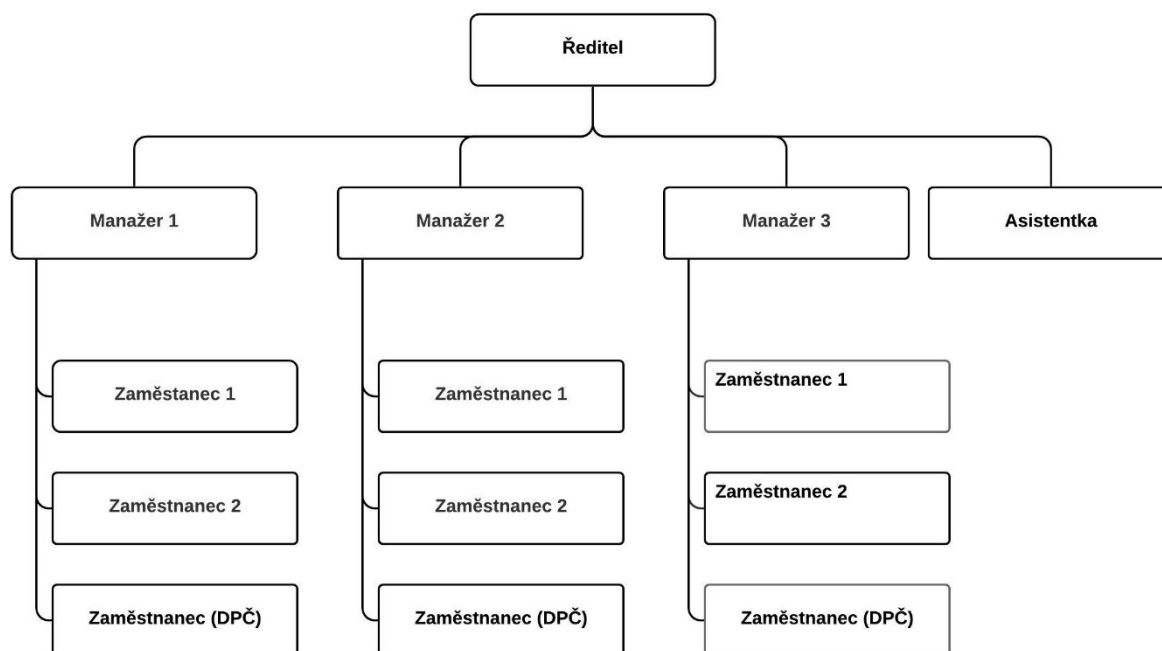 Ředitel
Manažer 1
Manažer 2
Manažer 3
Asistentka
Zaměstanec 1
Zaměstnanec 1
Zaměstnanec 1
Zaměstnanec 2
Zaměstnanec 2
Zaměstnanec 2
Zaměstnanec (DPČ)
Zaměstnanec (DPČ)
Zaměstnanec (DPČ)